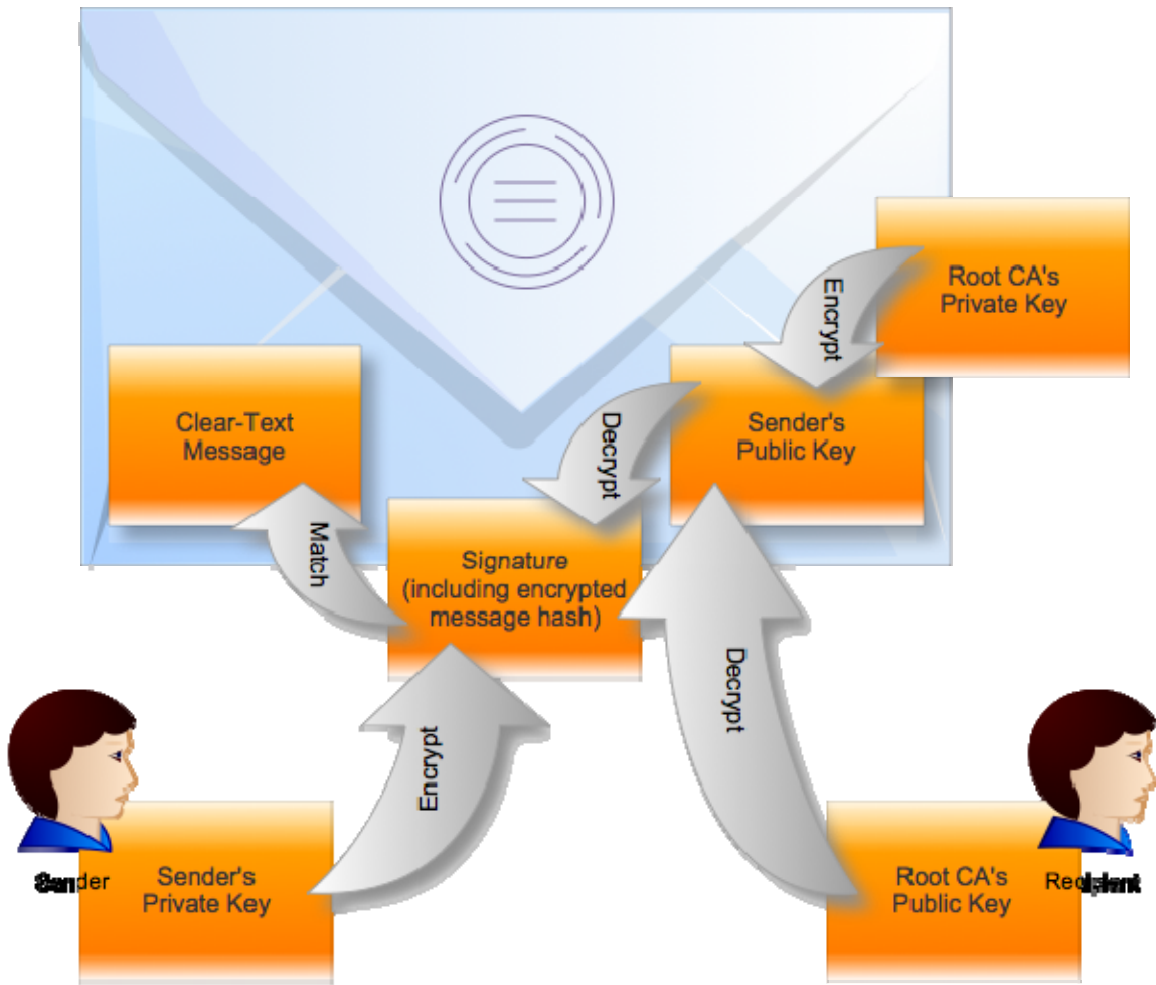 Root CA's
Private Key
Encrypt
Clear-Text
Message
Decrypt
Sender's
Public Key
Match
Signature
(including encrypted
message hash)
Encrypt
Decrypt
Sender
Sender's
Private Key
Root CA's
Public Key
Recipient